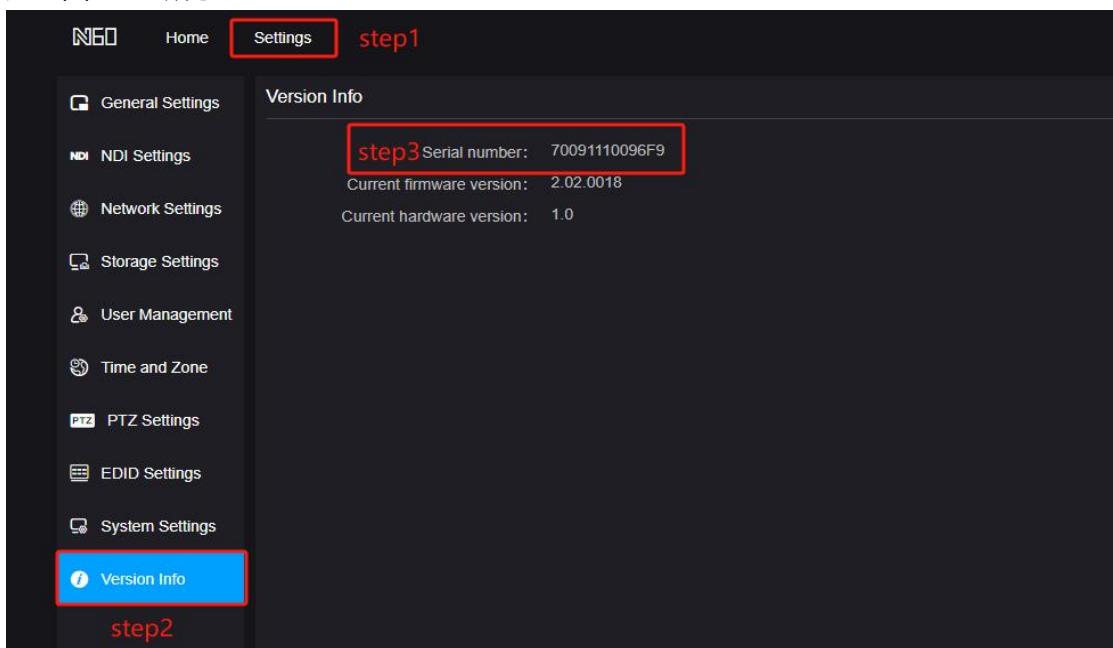 N60 Home Settings step1
General Settings
NDI NDI Settings
Network Settings
Storage Settings
User Management
Time and Zone
PTZ PTZ Settings
EDID Settings
System Settings
Version Info
step2
Version Info
step3 Serial number: 70091110096F9
Current firmware version: 2.02.0018
Current hardware version: 1.0